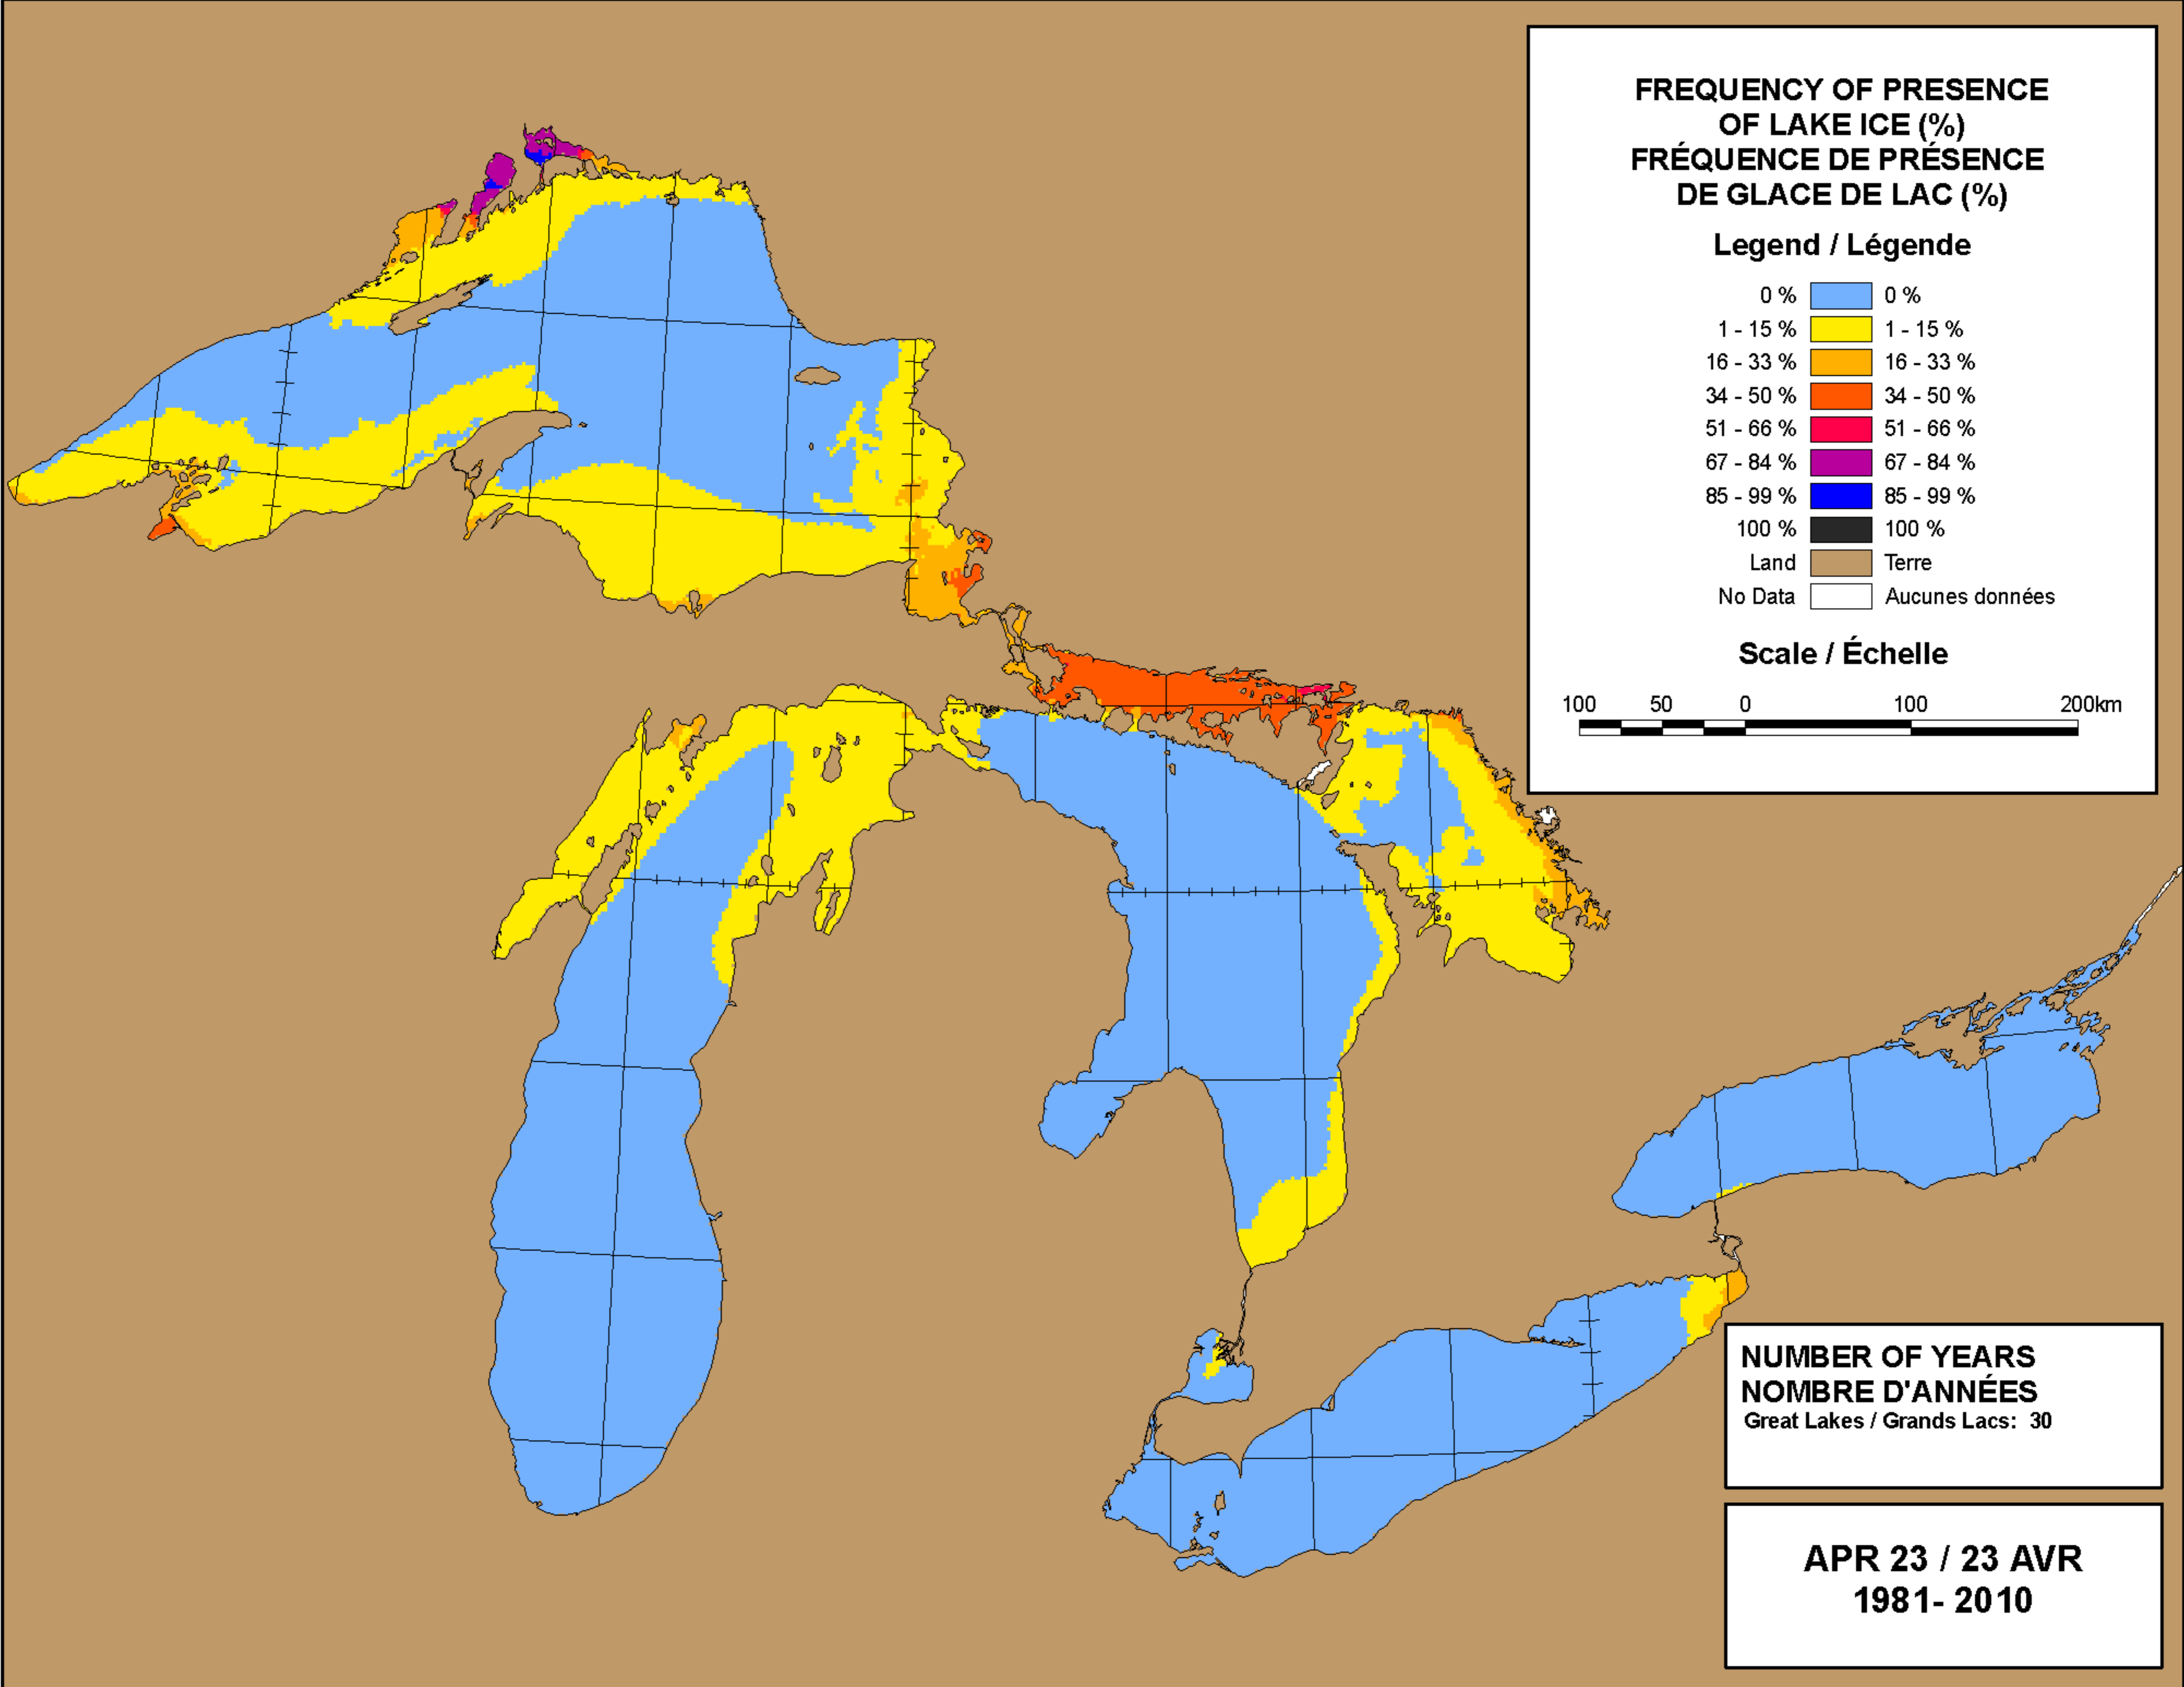 FREQUENCY OF PRESENCE
OF LAKE ICE (%)
FRÉQUENCE DE PRÉSENCE
DE GLACE DE LAC (%)
Legend / Légende
0 % 0 %
1 - 15 % 1 - 15 %
16 - 33 % 16 - 33 %
34 - 50 % 34 - 50 %
51 - 66 % 51 - 66 %
67 - 84 % 67 - 84 %
85 - 99 % 85 - 99 %
100 % 100 %
Land Terre
No Data Aucunes données
Scale / Échelle
100 50 0 100 200km
NUMBER OF YEARS
NOMBRE D'ANNÉES
Great Lakes / Grands Lacs: 30
APR 23 / 23 AVR
1981- 2010